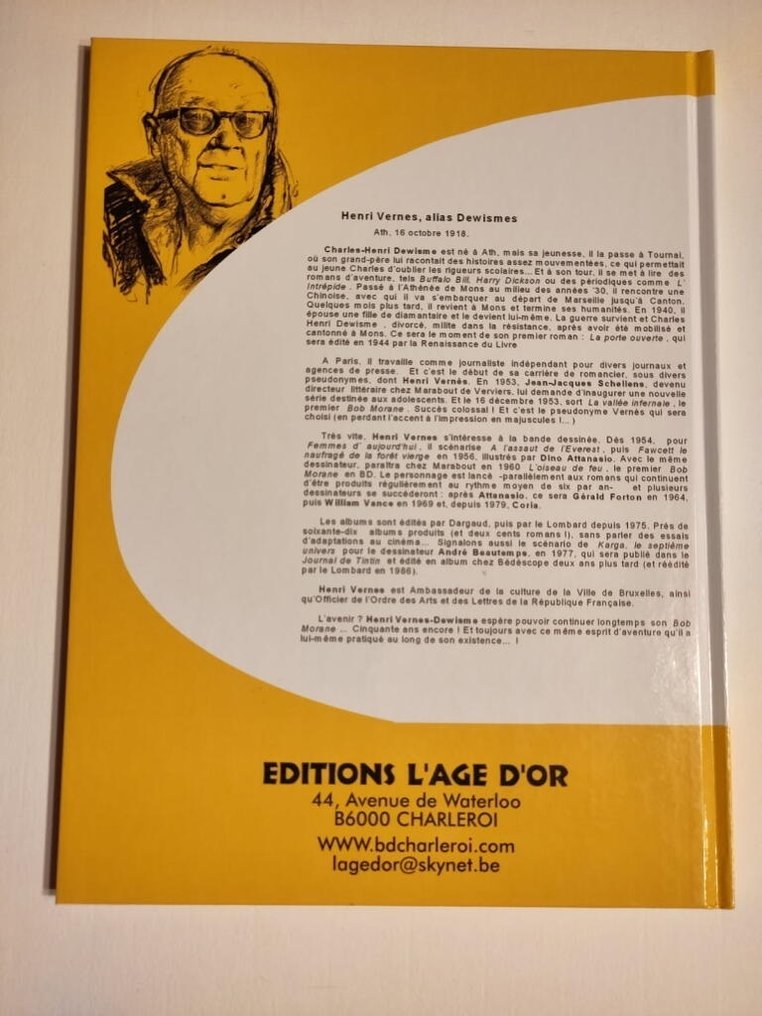 Henri Vernes, alias Dewismes
Ath, 16 octobre 1918.
Charles-Henri Dewisme est né à Ath, mais sa jeunesse, il la passe à Tournai,
où son grand-père lui racontait des histoires assez mouvementées, ce qui permettait
au jeune Charles d'oublier les rigueurs scolaires... Et à son tour, il se met à lire des
romans d'aventure, tels Buffalo Bill, Harry Dickson ou des périodiques comme L'
Intrépide. Passé à l'Athénée de Mons au milieu des années '30, il rencontre une
Chinoise, avec qui il va s'embarquer au départ de Marseille jusqu'à Canton.
Quelques mois plus tard, il revient à Mons et termine ses humanités. En 1940, il
épouse une fille de diamantaire et le devient lui-même. La guerre survient et Charles
Henri Dewisme , divorcé, milite dans la résistance, après avoir été mobilisé et
cantonné à Mons. Ce sera le moment de son premier roman : La porte ouverte , qui
sera édité en 1944 par la Renaissance du Livre
A Paris, il travaille comme journaliste indépendant pour divers journaux et
agences de presse. Et c'est le début de sa carrière de romancier, sous divers
pseudonymes, dont Henri Vernès. En 1953, Jean-Jacques Schellens, devenu
directeur littéraire chez Marabout de Verviers, lui demande d'inaugurer une nouvelle
série destinée aux adolescents. Et le 16 décembre 1953, sort La vallée infernale , le
premier Bob Morane . Succès colossal ! Et c'est le pseudonyme Vernès qui sera
choisi (en perdant l'accent à l'impression en majuscules !... )
Très vite, Henri Vernes s'intéresse à la bande dessinée. Dès 1954, pour
Femmes d' aujourd'hui , il scénarise A l'assaut de l'Everest , puis Fawcett le
naufragé de la forêt vierge en 1956, illustrés par Dino Attanasio. Avec le même
dessinateur, paraîtra chez Marabout en 1960 L'oiseau de feu , le premier Bob
Morane en BD. Le personnage est lancé -parallèlement aux romans qui continuent
d'être produits régulièrement au rythme moyen de six par an- et plusieurs
dessinateurs se succéderont : après Attanasio, ce sera Gérald Forton en 1964,
puis William Vance en 1969 et, depuis 1979, Coria.
Les albums sont édités par Dargaud, puis par le Lombard depuis 1975. Près de
soixante-dix albums produits (et deux cents romans !), sans parler des essais
d'adaptations au cinéma... Signalons aussi le scénario de Karga, le septième
univers pour le dessinateur André Beautemps, en 1977, qui sera publié dans le
Journal de Tintin et édité en album chez Bédéscope deux ans plus tard (et réédité
par le Lombard en 1986).
Henri Vernes est Ambassadeur de la culture de la Ville de Bruxelles, ainsi
qu'Officier de l'Ordre des Arts et des Lettres de la République Française.
L'avenir ? Henri Vernes-Dewisme espère pouvoir continuer longtemps son Bob
Morane ... Cinquante ans encore ! Et toujours avec ce même esprit d'aventure qu'il a
lui-même pratiqué au long de son existence... !
EDITIONS L'AGE D'OR
44, Avenue de Waterloo
B6000 CHARLEROI
WWW.bdcharleroi.com
lagedor@skynet.be